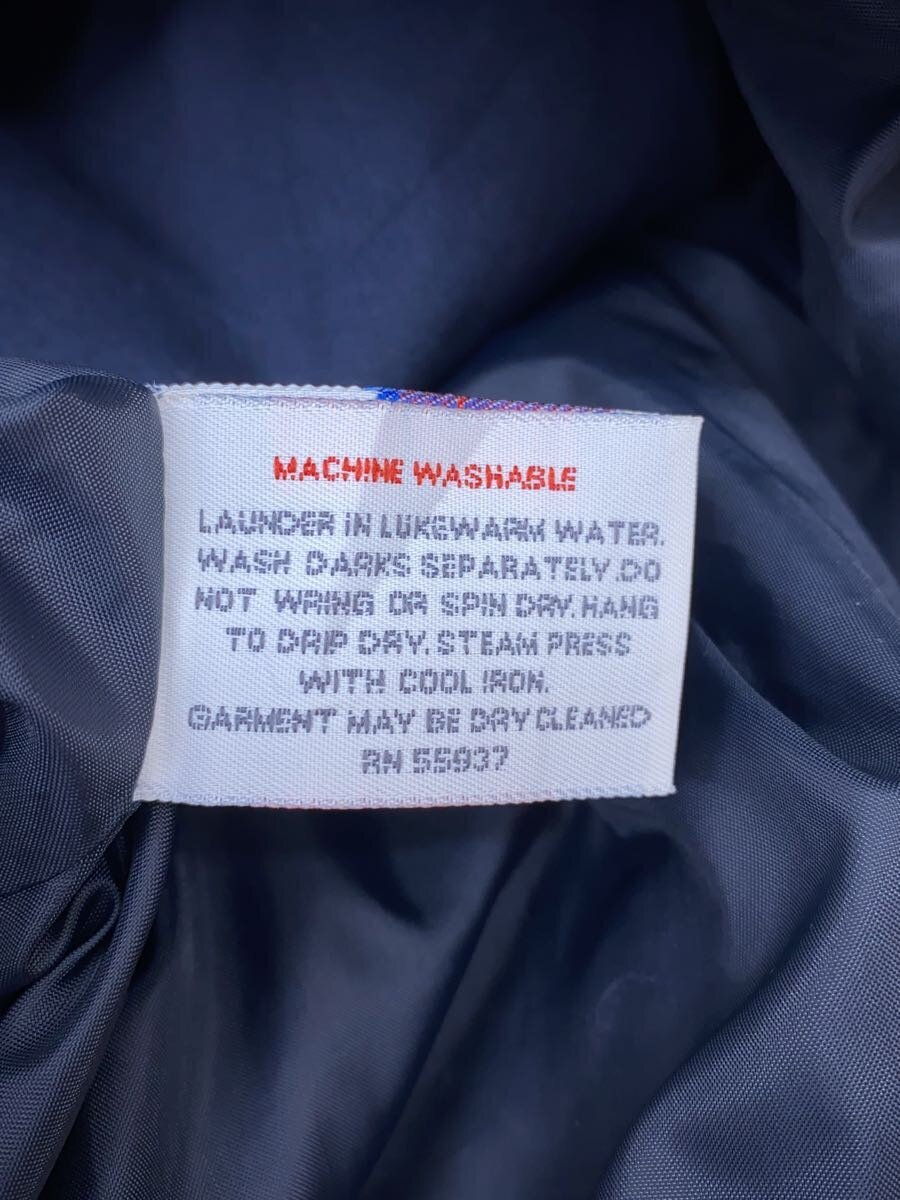 MACHINE WASHABLE
LAUNDER IN LUKEWARM WATER.
WASH DARKS SEPARATELY. DO
NOT WRING OR SPIN DRY. HANG
TO DRIP DRY. STEAM PRESS
WITH COOL IRON.
GARMENT MAY BE DRY CLEANED
RN 55937